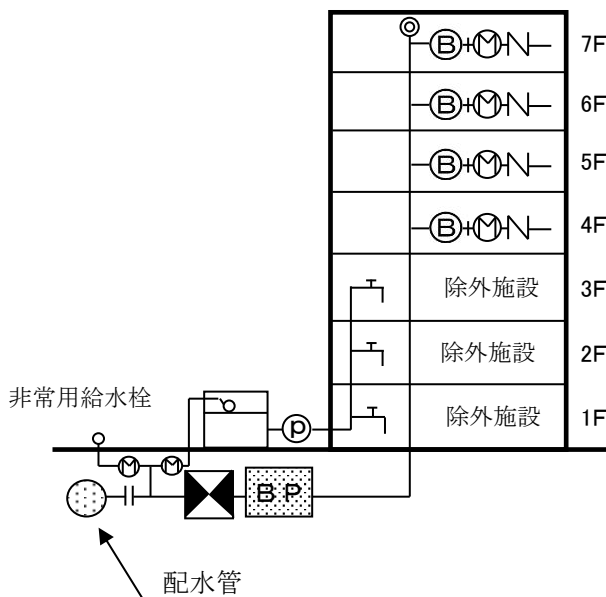 Ⓑ Ⓜ N 7F
Ⓑ Ⓜ N 6F
Ⓑ Ⓜ N 5F
Ⓑ Ⓜ N 4F
除外施設 3F
除外施設 2F
非常用給水栓
Ⓟ
除外施設 1F
Ⓜ Ⓜ
BP
配水管